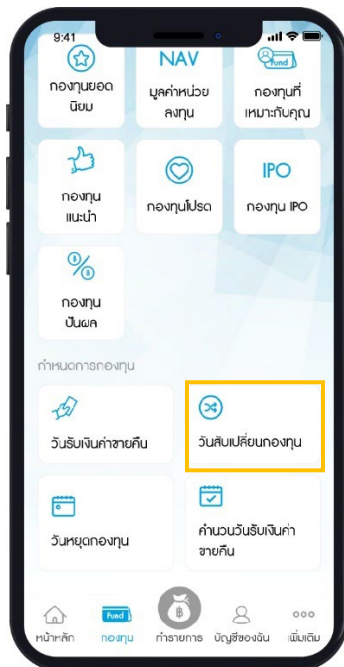 9:41
กองทุนยอด
นิยม
NAV
มูลค่าหน่วย
ลงทุน
Fund
กองทุนที่
เหมาะกับคุณ
กองทุน
แนะนำ
กองทุนโปรด
IPO
กองทุน IPO
กองทุน
ปันผล
กำหนดการกองทุน
วันรับเงินค่าขายคืน
วันสับเปลี่ยนกองทุน
วันหยุดกองทุน
คำนวนวันรับเงินค่า
ขายคืน
หน้าหลัก
Fund
กองทุน
ทำรายการ
บัญชีของฉัน
เพิ่มเติม